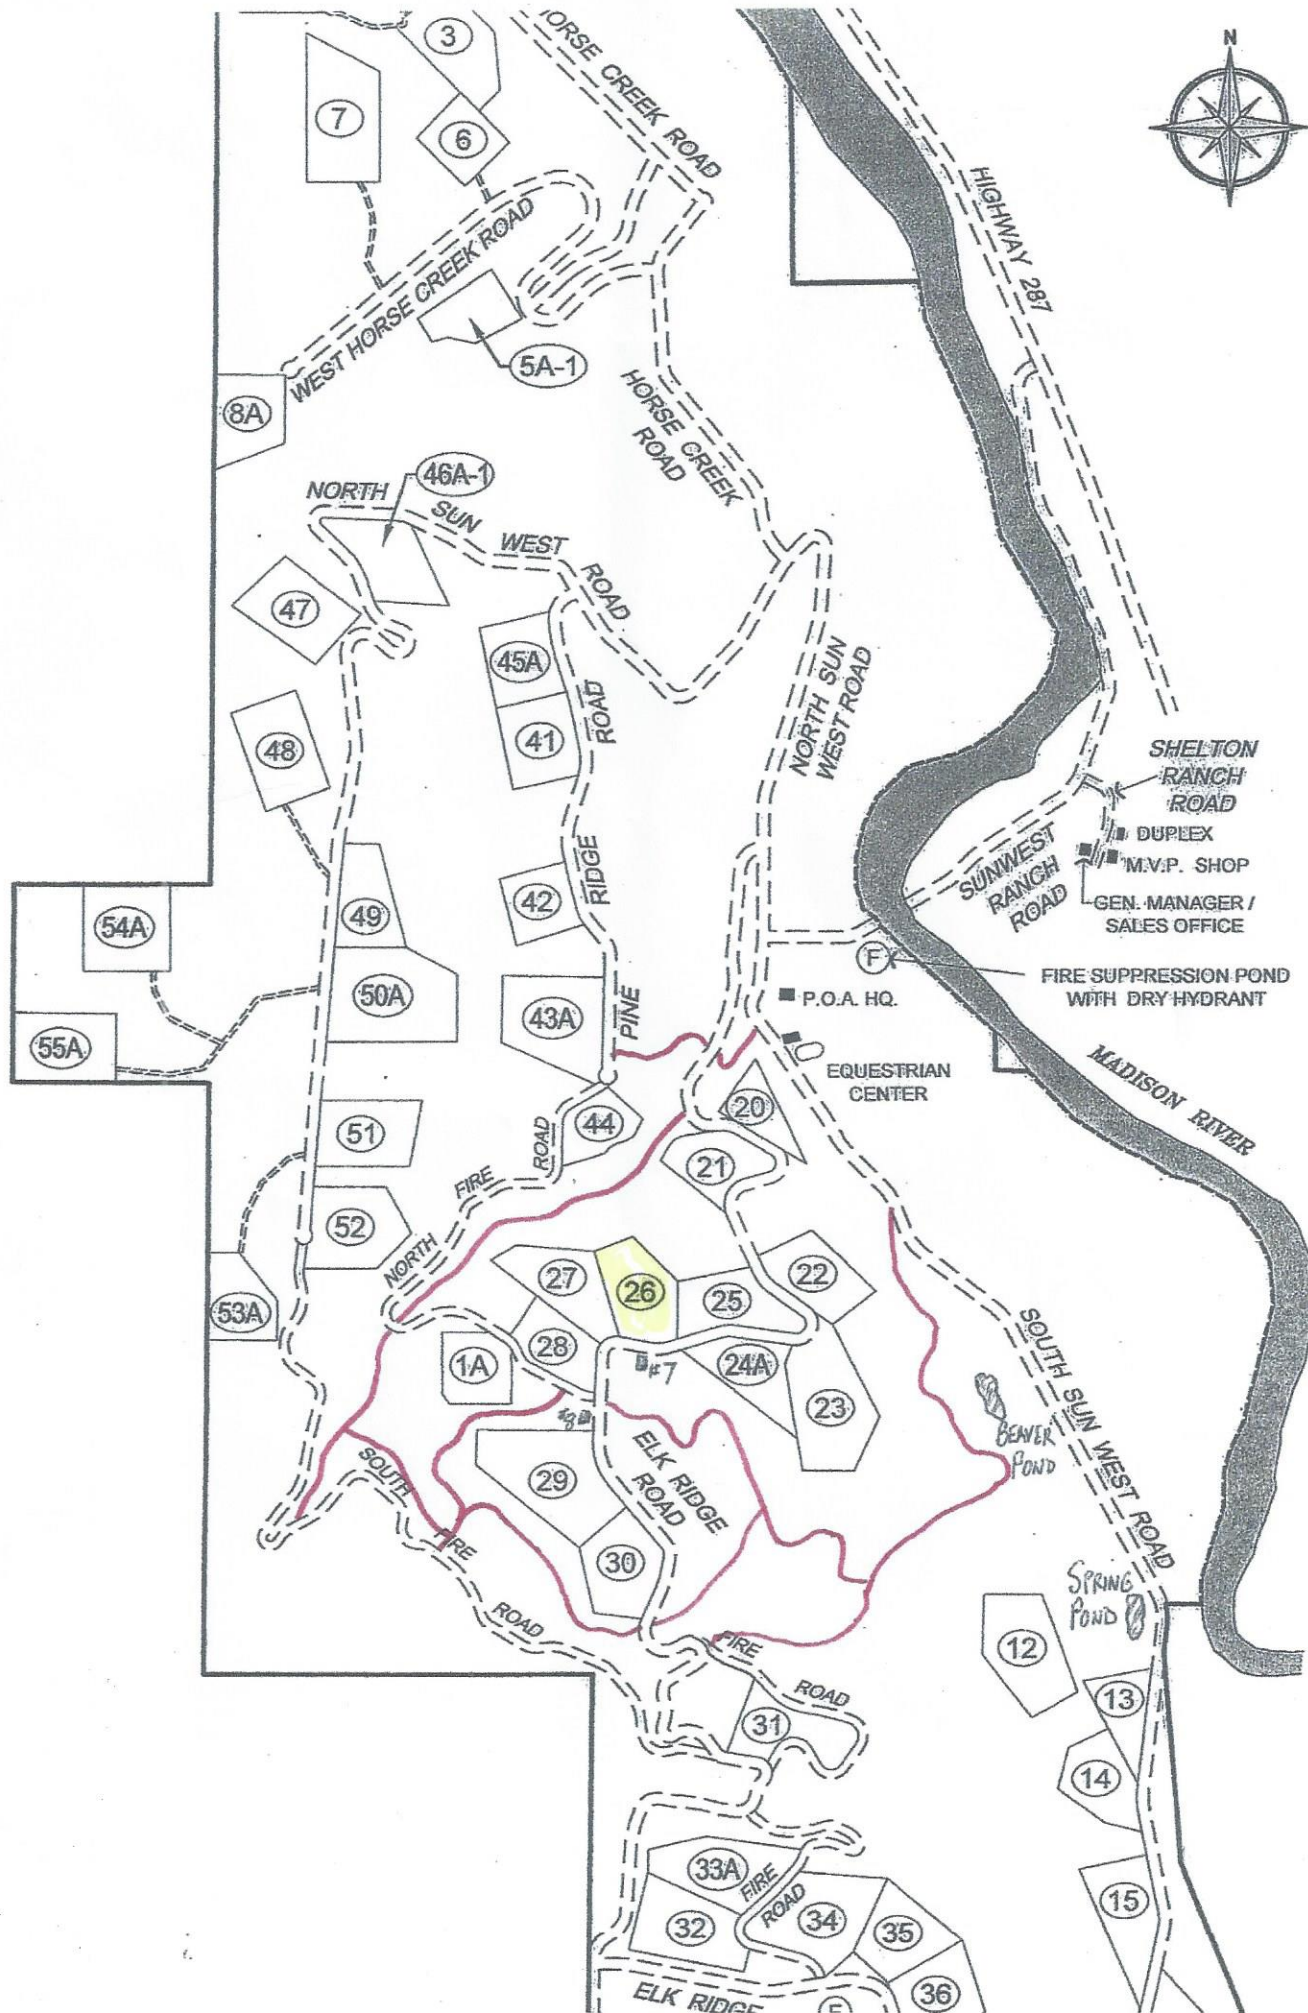 3
HORSE CREEK ROAD
N
7
6
HIGHWAY 287
WEST HORSE CREEK ROAD
5A-1
8A
HORSE CREEK
ROAD
46A-1
NORTH SUN WEST ROAD
47
45A
41
NORTH SUN
WEST ROAD
48
SHELTON
RANCH
ROAD
DUPLEX
M.V.P. SHOP
SUNWEST
RANCH
ROAD
GEN. MANAGER /
SALES OFFICE
PINE RIDGE ROAD
42
49
54A
F
FIRE SUPPRESSION POND
WITH DRY HYDRANT
50A
P.O.A. HQ.
43A
55A
EQUESTRIAN
CENTER
MADISON RIVER
20
44
51
21
NORTH FIRE ROAD
52
22
27
26
25
53A
28
1A
24A
#7
23
#8
BEAVER
POND
SOUTH SUN WEST ROAD
ELK RIDGE
ROAD
29
SOUTH FIRE ROAD
30
SPRING
POND
12
FIRE ROAD
13
31
14
33A
FIRE
ROAD
15
32
34
35
36
ELK RIDGE